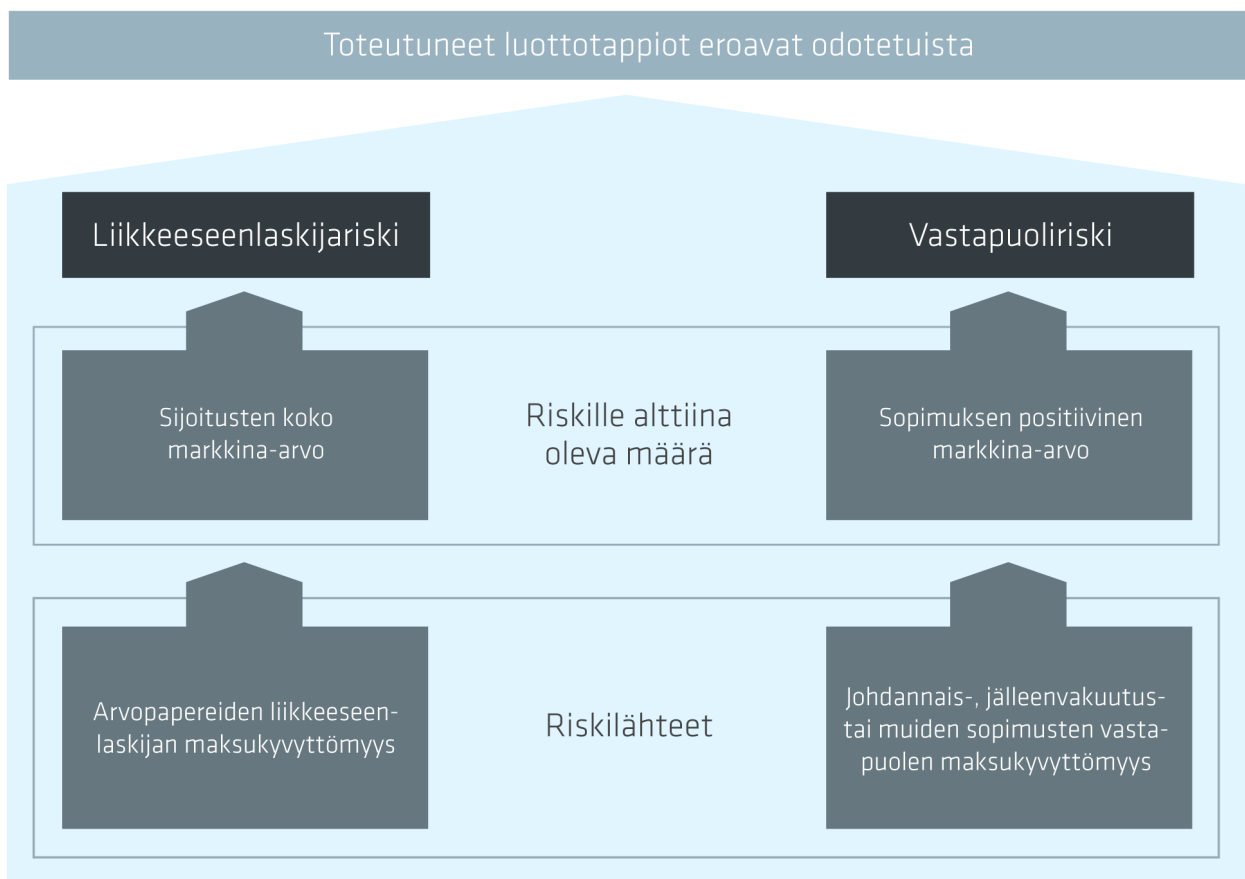 Toteutuneet luottotappiot eroavat odotetuista
Liikkeeseenlaskijariski
Vastapuoliriski
Sijoitusten koko
markkina-arvo
Riskille alttiina
oleva määrä
Sopimuksen positiivinen
markkina-arvo
Arvopapereiden liikkeeseen-
laskijan maksukyvyttömyys
Riskilähteet
Johdannais-, jälleenvakuutus-
tai muiden sopimusten vasta-
puolen maksukyvyttömyys